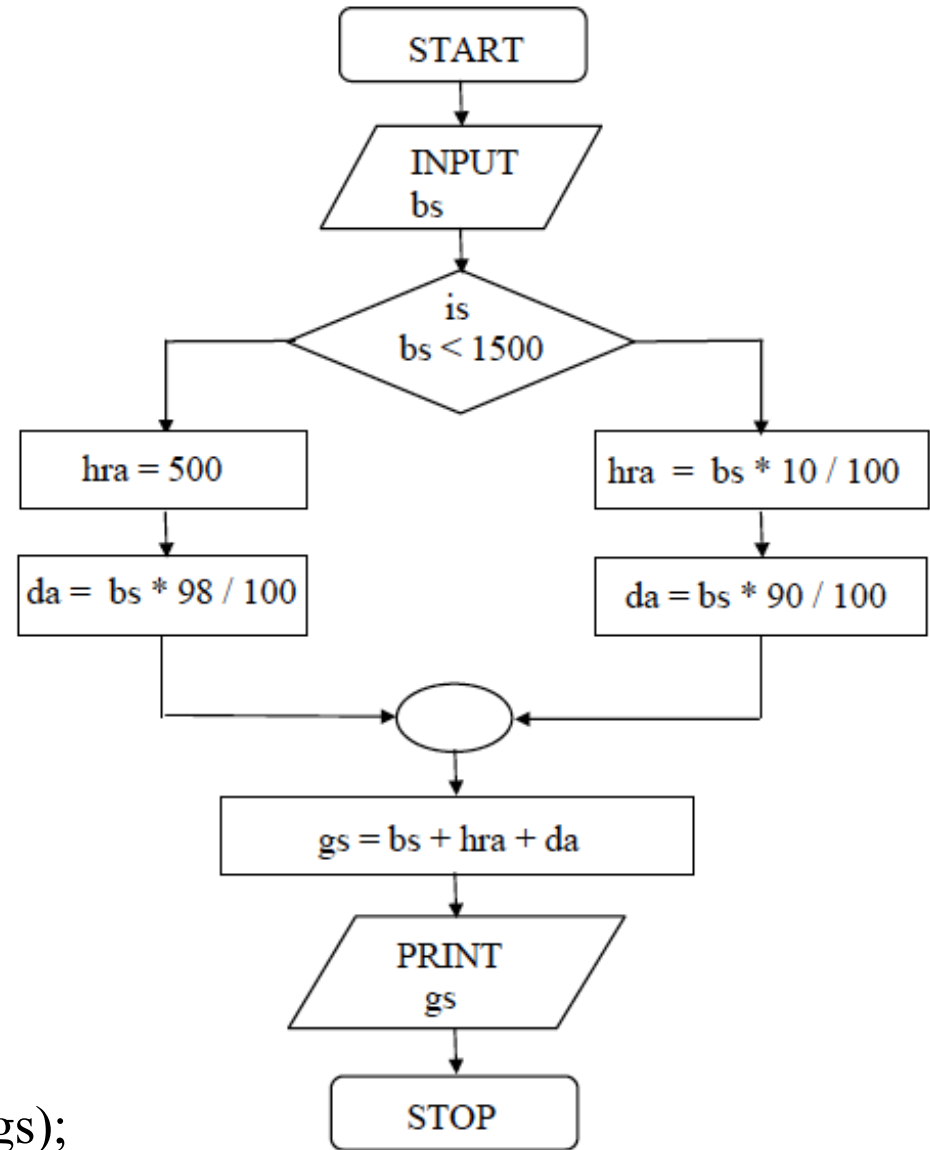 START
INPUT
bs
is
bs < 1500
hra = 500
hra = bs * 10 / 100
da = bs * 98 / 100
da = bs * 90 / 100
gs = bs + hra + da
PRINT
gs
STOP
gs);